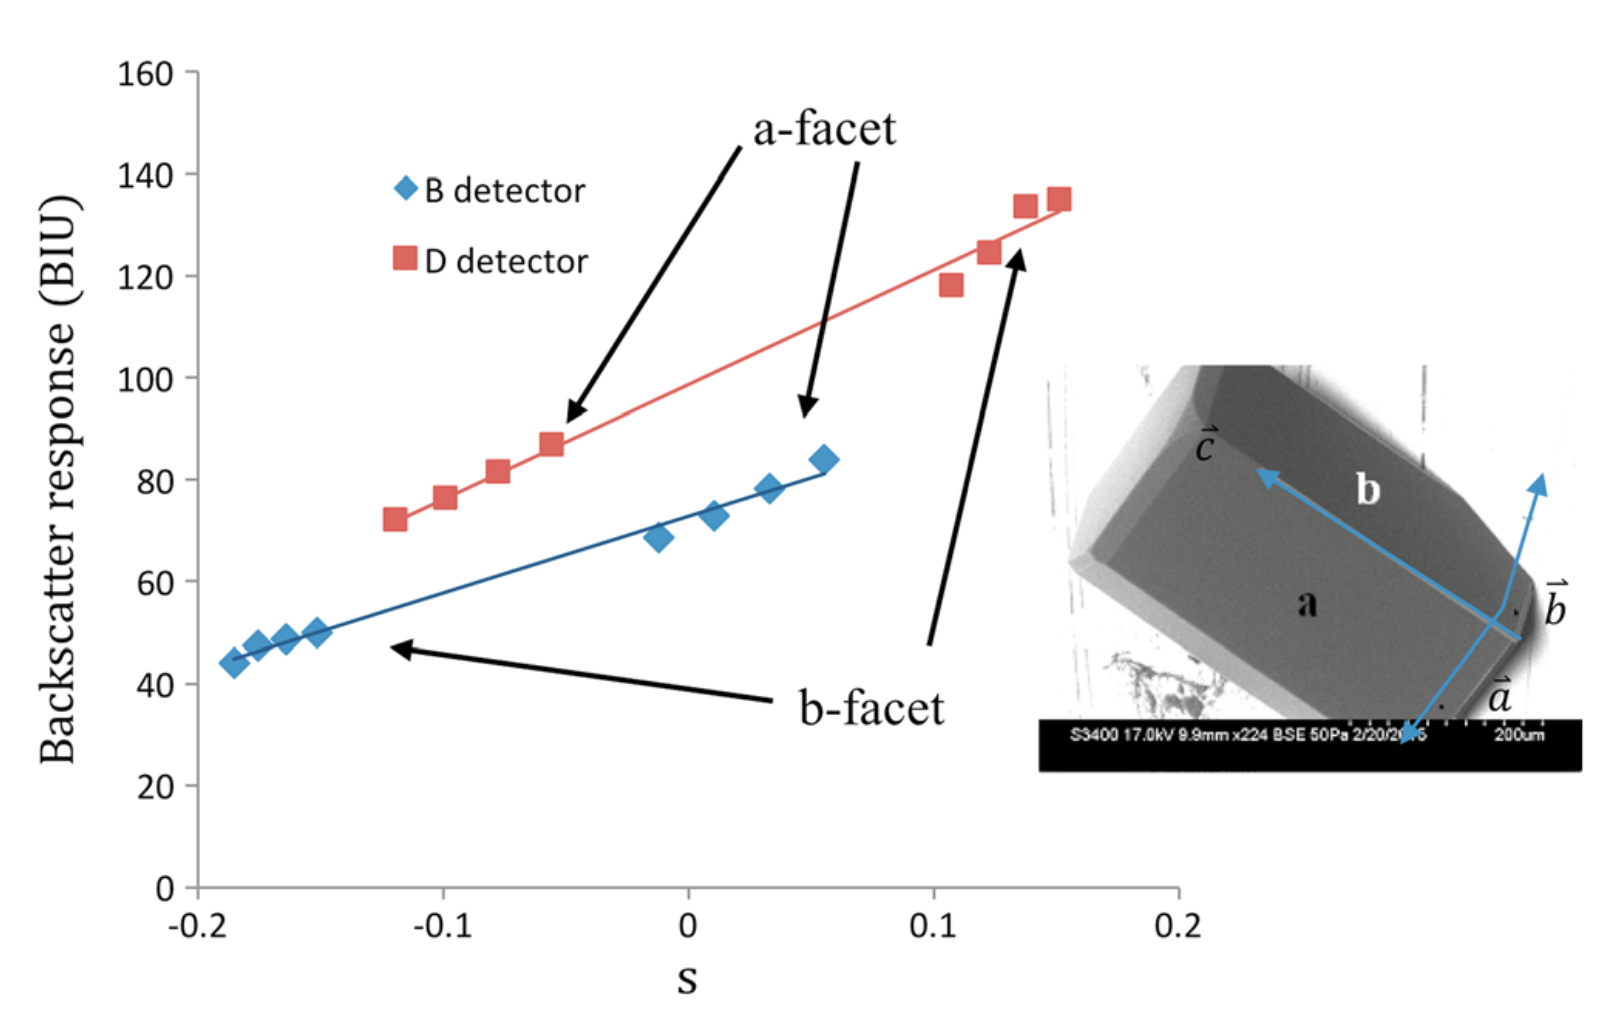 160
140
120
100
80
60
40
20
0
-0.2
-0.1
0
0.1
0.2
s
Backscatter response (BIU)
B detector
D detector
a-facet
b-facet
c
b
a
b
a
S3400 17.0kV 9.9mm x224 BSE 50Pa
200um